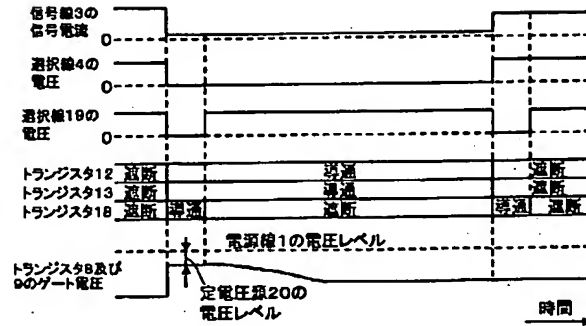 信号線3の
信号電流
0
選択線4の
電圧
0
選択線19の
電圧
0
トランジスタ12 遮断 導通 遮断
トランジスタ13 遮断 導通 遮断
トランジスタ18 遮断 導通 遮断 導通 遮断
電源線1の電圧レベル
トランジスタ8及び
9のゲート電圧
定電圧源20の
電圧レベル
時間